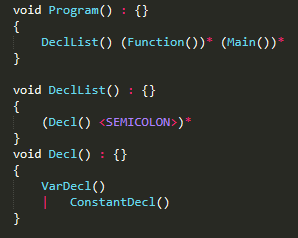 void Program() : {}
{
DeclList() (Function())* (Main())*
}
void DeclList() : {}
{
(Decl() <SEMICOLON>)*
}
void Decl() : {}
{
VarDecl()
| ConstantDecl()
}